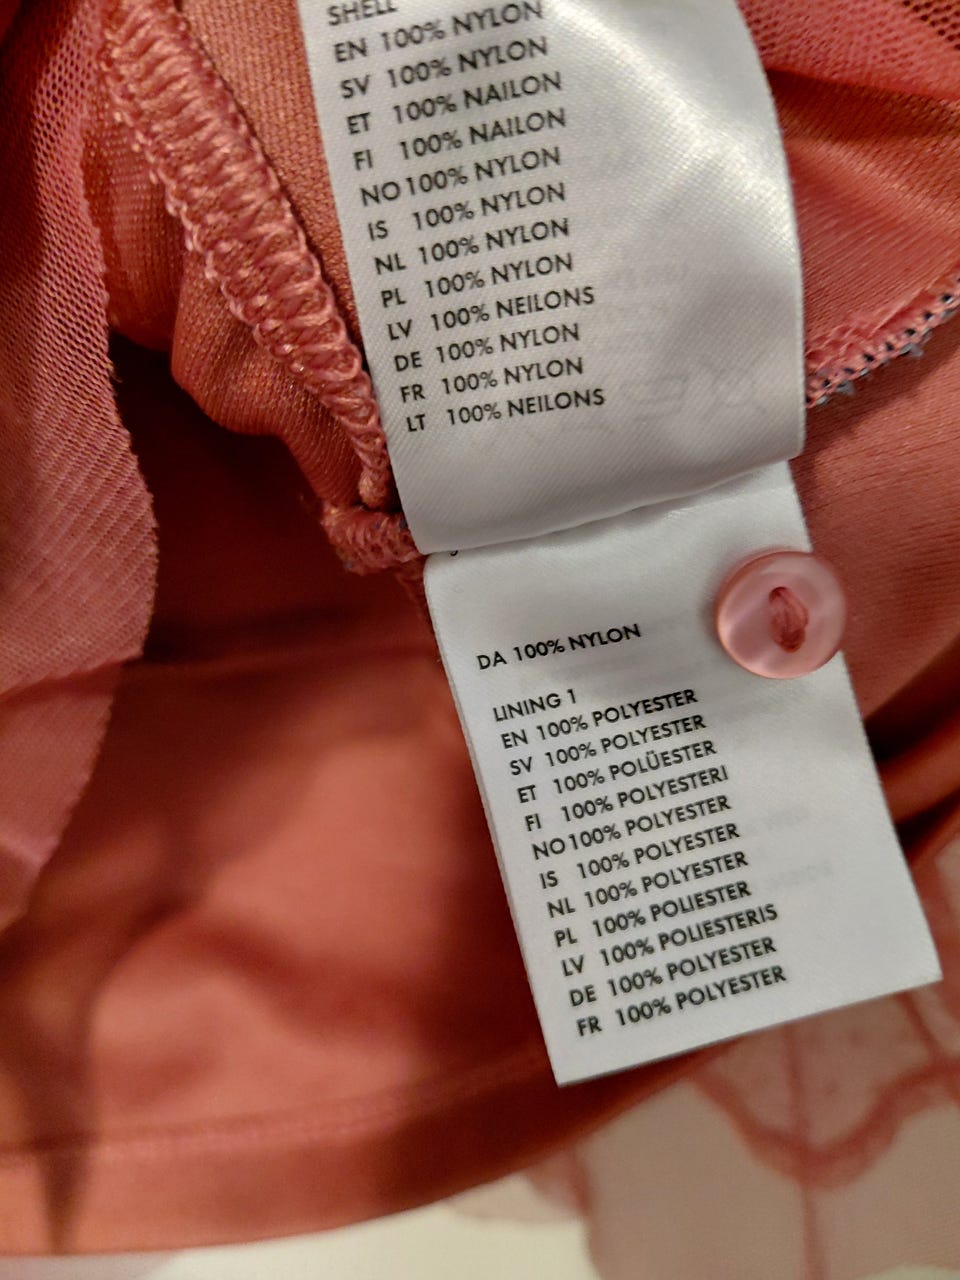 SHELL
EN 100% NYLON
SV 100% NYLON
ET 100% NAILON
FI 100% NAILON
NO 100% NYLON
IS 100% NYLON
NL 100% NYLON
PL 100% NYLON
LV 100% NEILONS
DE 100% NYLON
FR 100% NYLON
LT 100% NEILONS
DA 100% NYLON
LINING 1
EN 100% POLYESTER
SV 100% POLYESTER
ET 100% POLÜESTER
FI 100% POLYESTERI
NO 100% POLYESTER
IS 100% POLYESTER
NL 100% POLYESTER
PL 100% POLIESTER
LV 100% POLIESTERIS
DE 100% POLYESTER
FR 100% POLYESTER